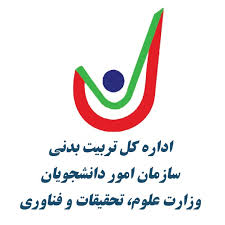 اداره کل تربیت بدنی
سازمان امور دانشجویان
وزارت علوم، تحقیقات و فناوری